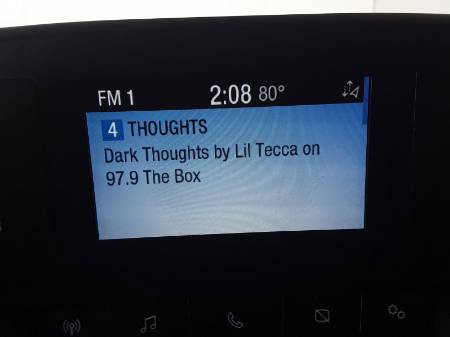 FM 1 2:08 80°
4 THOUGHTS
Dark Thoughts by Lil Tecca on
97.9 The Box